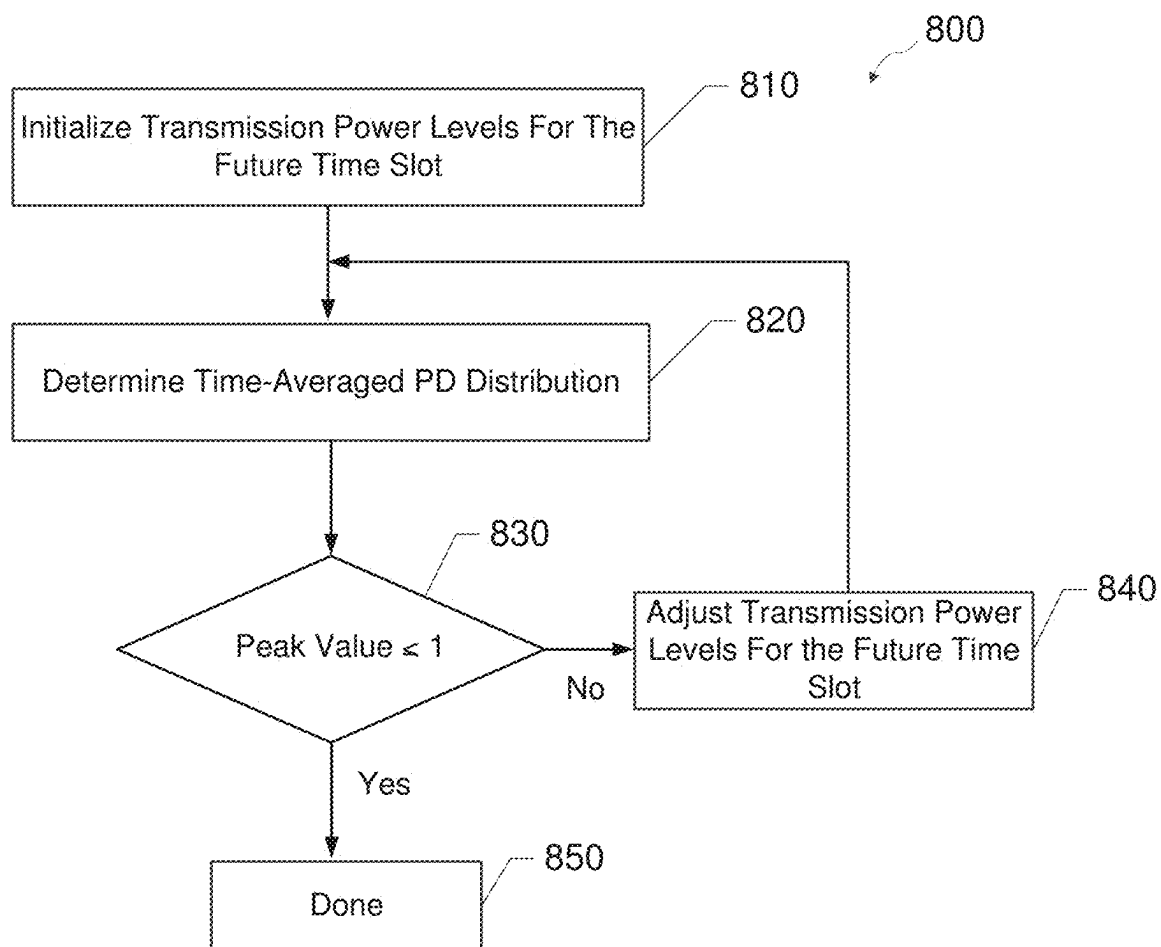 800
810
Initialize Transmission Power Levels For The
Future Time Slot
820
Determine Time-Averaged PD Distribution
830
Peak Value ≤ 1
840
Adjust Transmission Power
Levels For the Future Time
Slot
No
Yes
850
Done